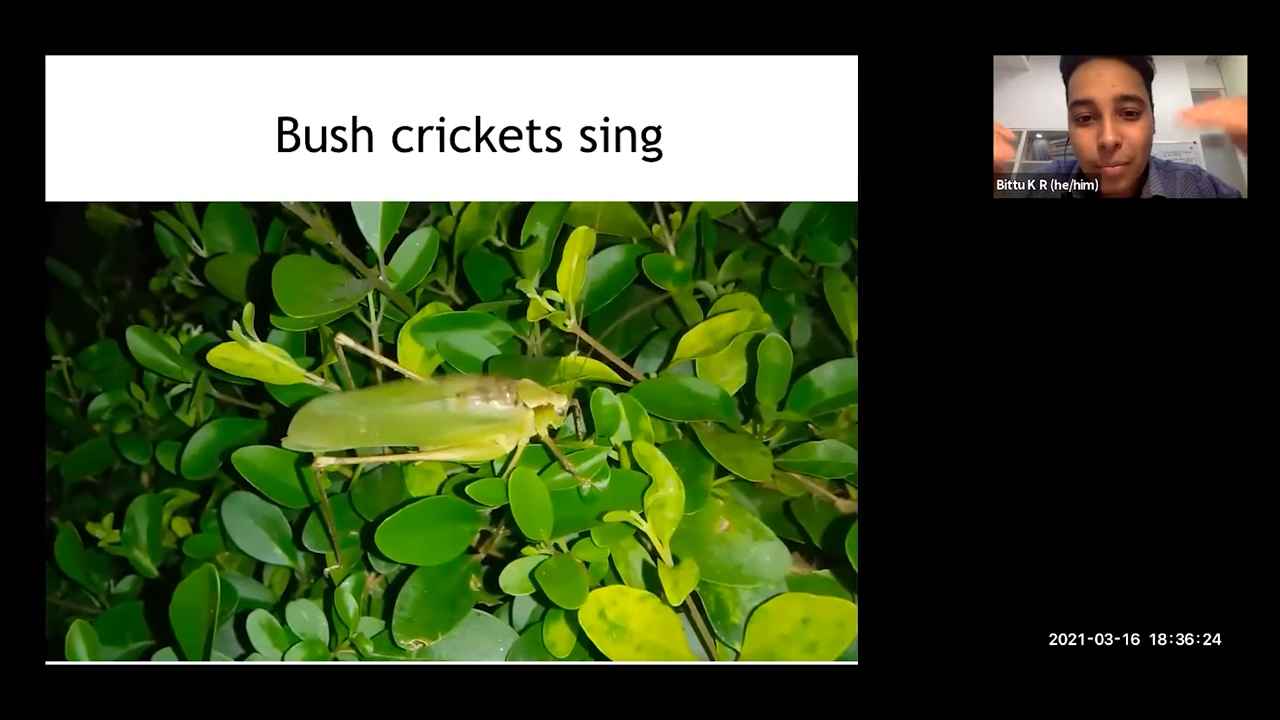 Bush crickets sing
Bittu K R (he/him)
2021-03-16 18:36:24